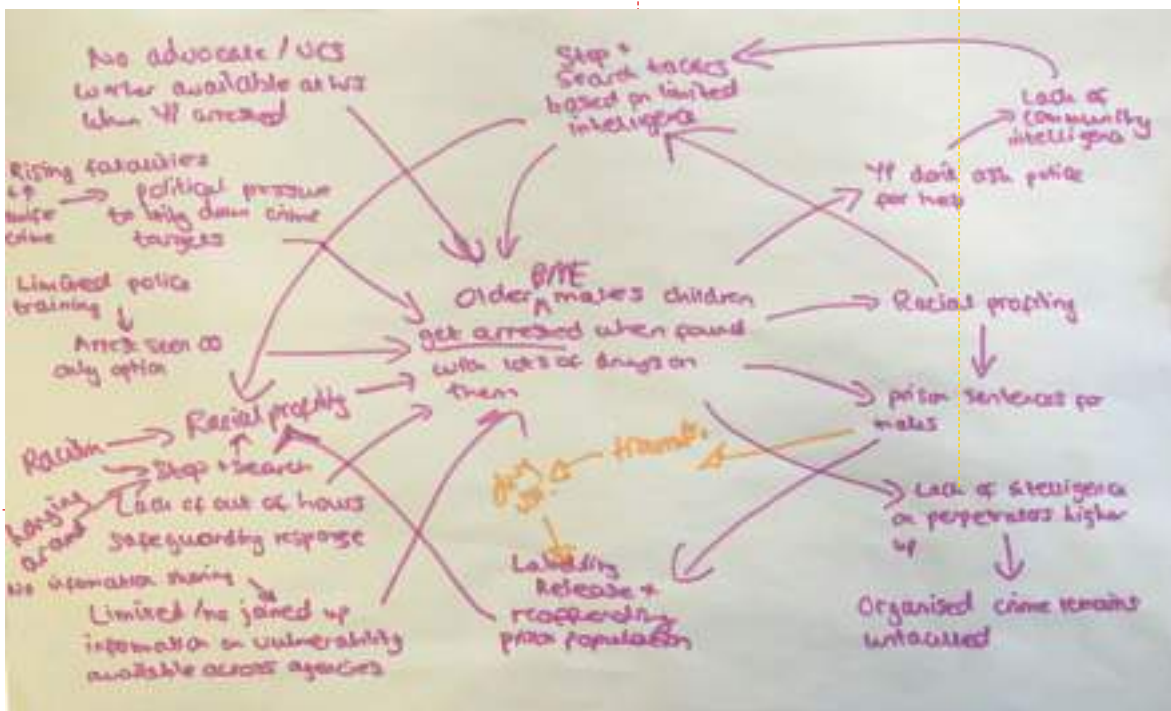 No advocate / UCS
worker available at
when YP arrested
Rising fatalities
political pressure
knife
crime
to bring down crime
targets
Limited police
training
Arrest seen as
only option
Racism
Racial profiling
Stop + Search
hanging
around
Lack of out of hours
safeguarding response
No information sharing
Limited / no joined up
information on vulnerability
available across agencies
Stop +
Search tactics
based on limited
intelligence
BME
Older males children
get arrested when found
with lots of drugs on
them
trauma
Labelling
Release +
reoffending
prison population
Lack of
community
intelligence
YP don't ask police
for help
Racial profiling
prison sentences for
males
Lack of intelligence
on perpetrators higher
up
Organised crime remains
untackled